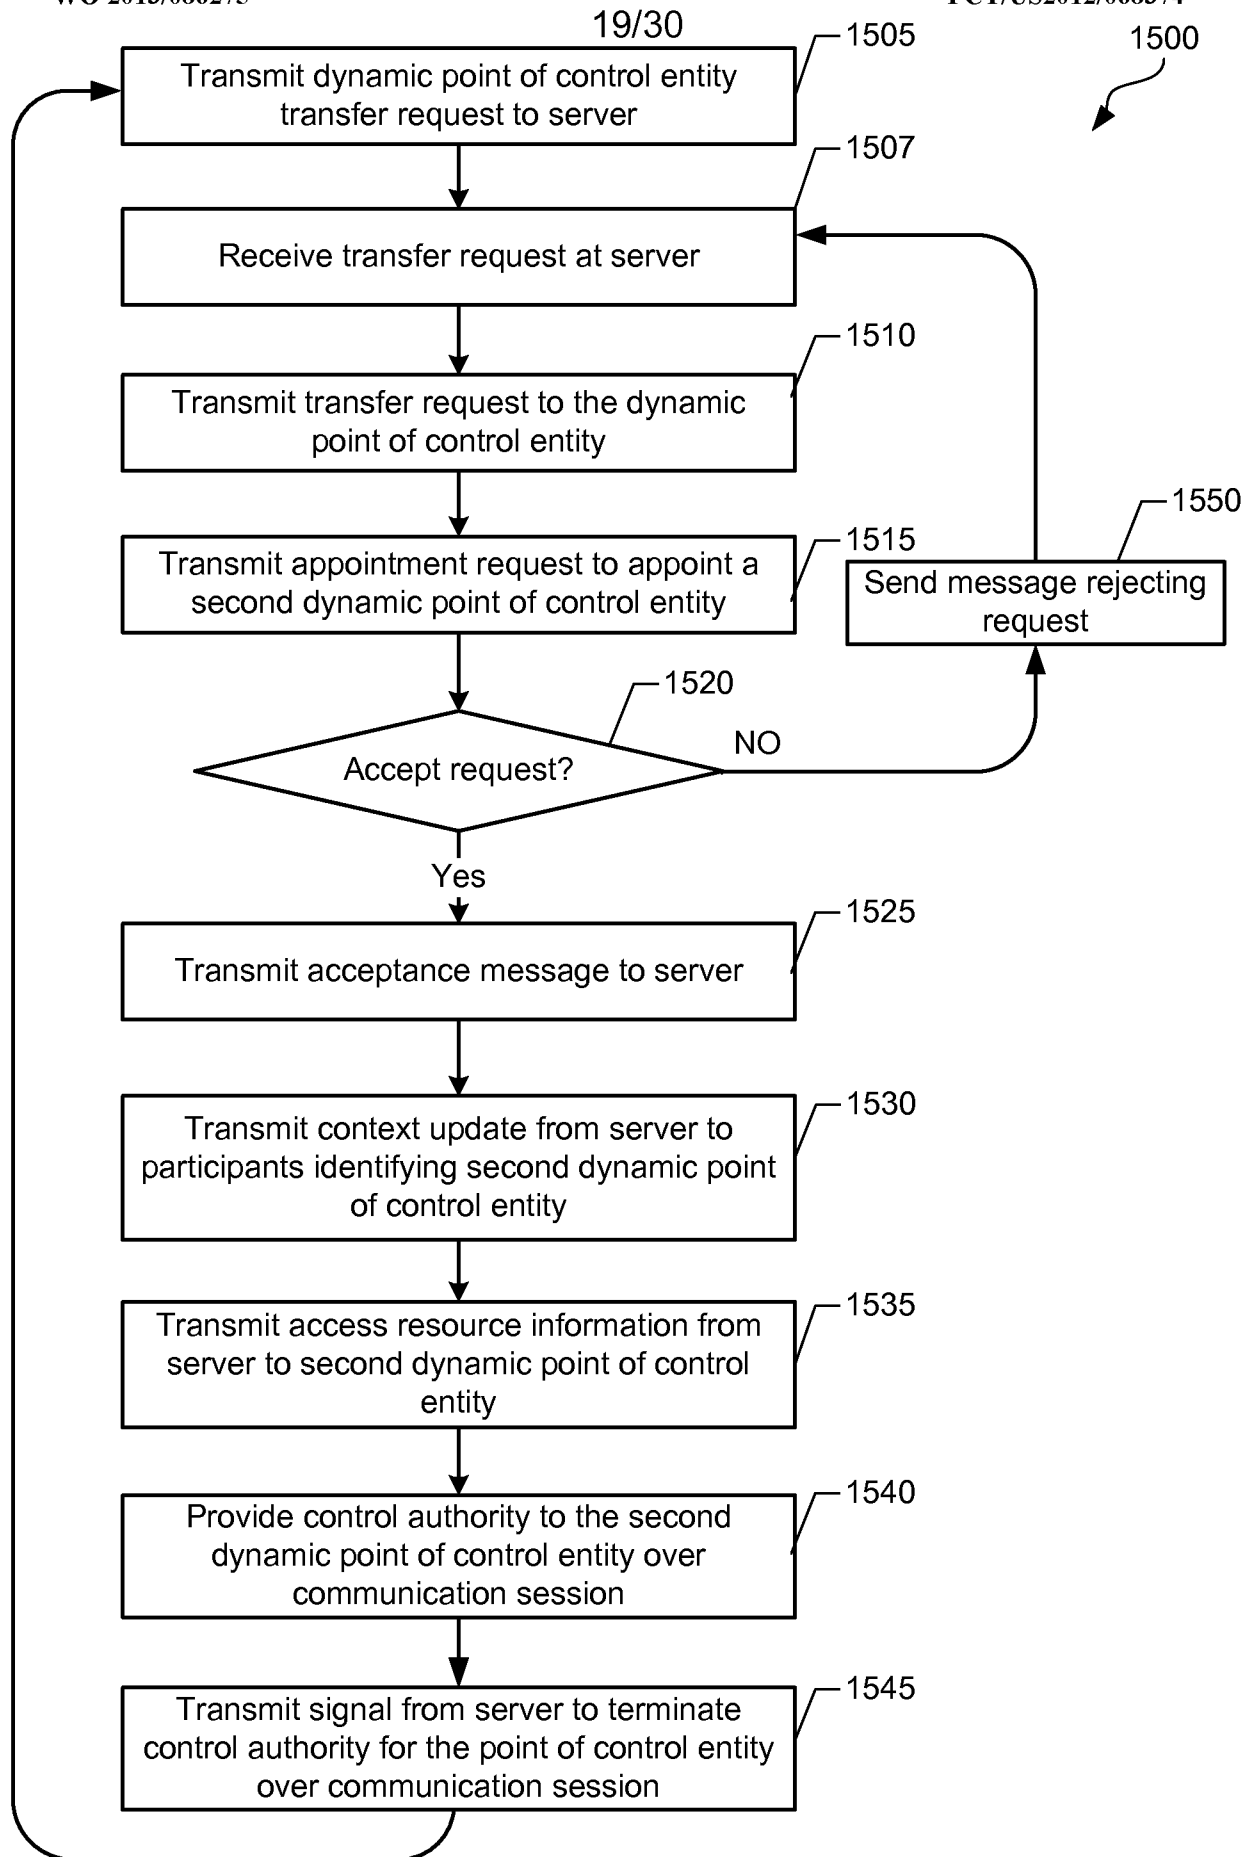 19/30
1505
1500
Transmit dynamic point of control entity
transfer request to server
1507
Receive transfer request at server
1510
Transmit transfer request to the dynamic
point of control entity
1550
1515
Transmit appointment request to appoint a
second dynamic point of control entity
Send message rejecting
request
1520
NO
Accept request?
Yes
1525
Transmit acceptance message to server
1530
Transmit context update from server to
participants identifying second dynamic point
of control entity
1535
Transmit access resource information from
server to second dynamic point of control
entity
1540
Provide control authority to the second
dynamic point of control entity over
communication session
1545
Transmit signal from server to terminate
control authority for the point of control entity
over communication session